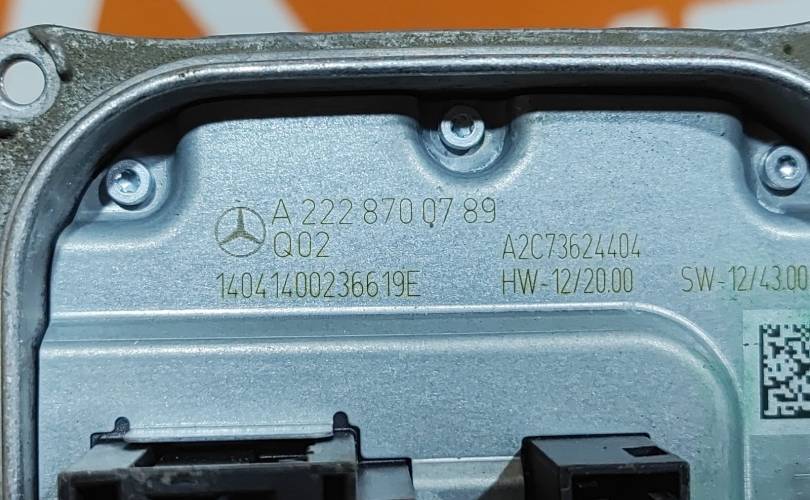 A 222 870 07 89
Q02
14041400236619E
A2C73624404
HW-12/20.00
SW-12/43.00